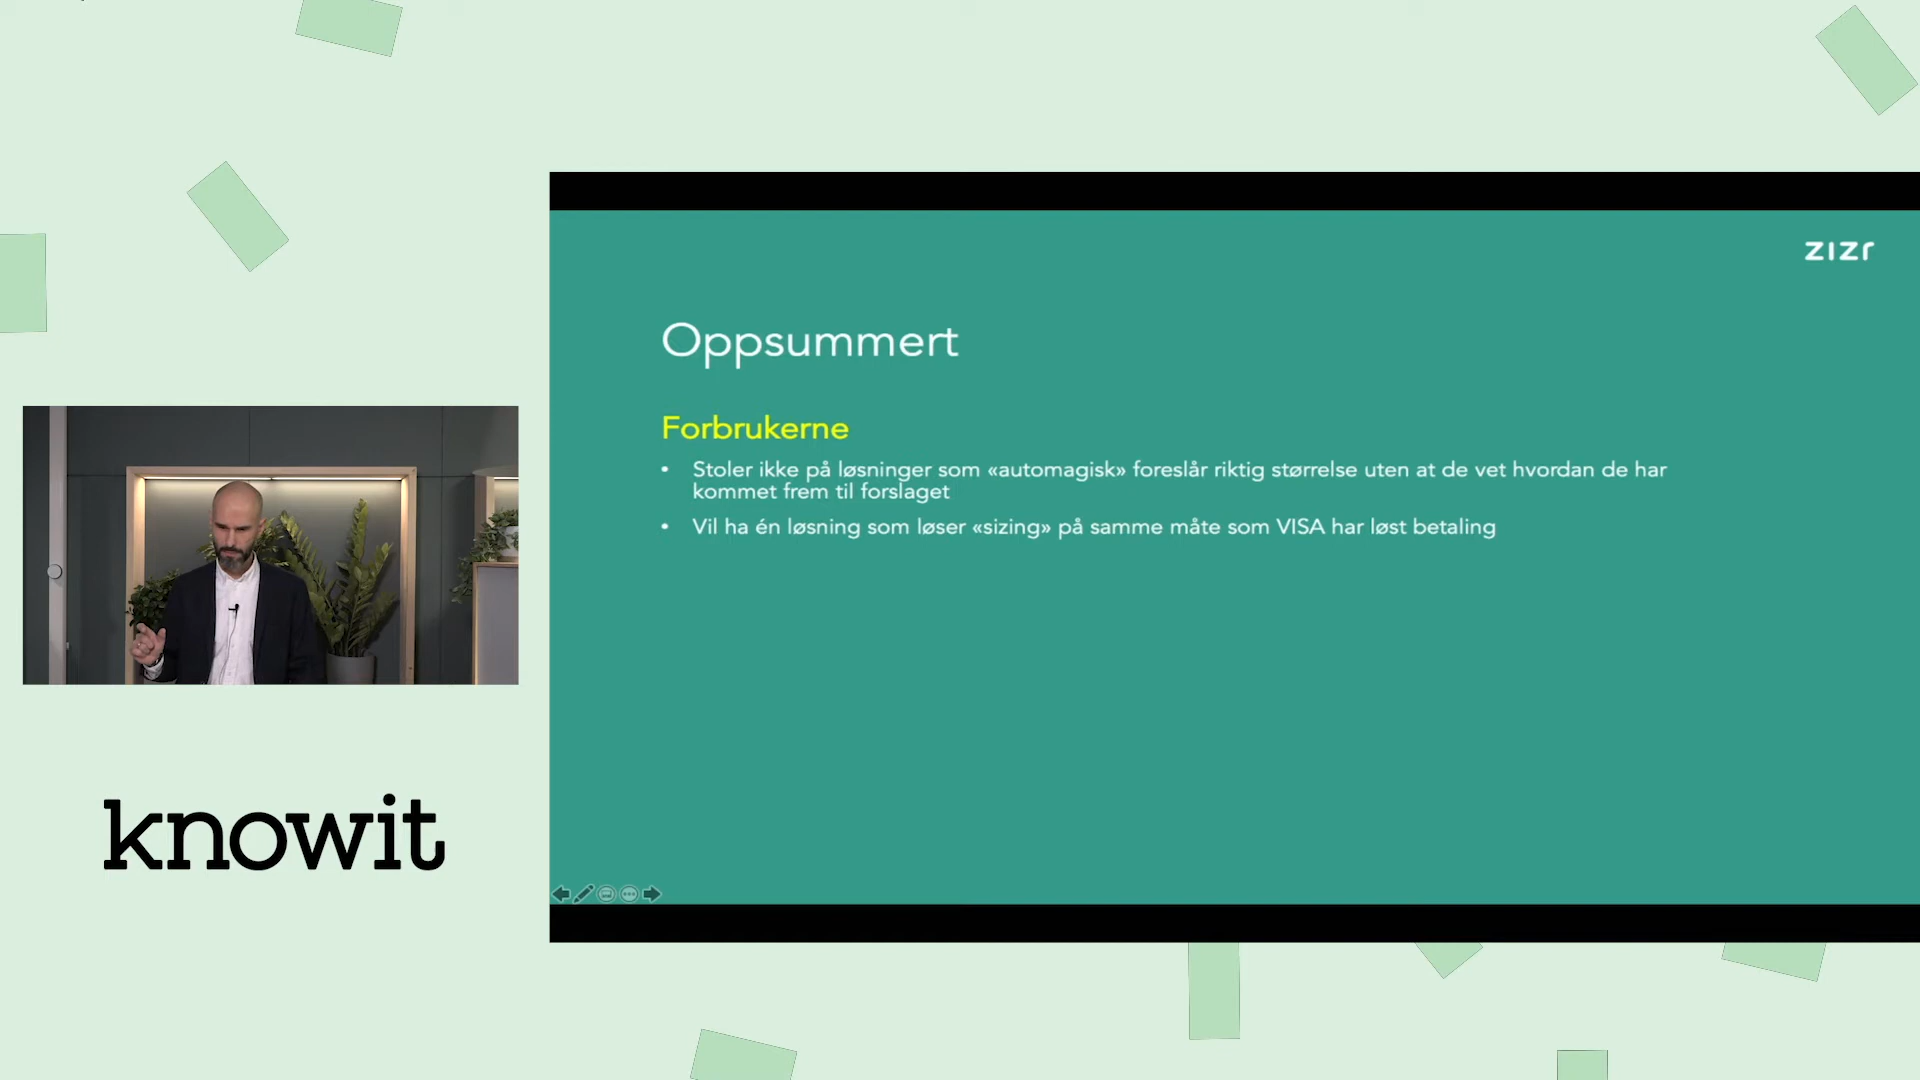 zizr
Oppsummert
Forbrukerne
• Stoler ikke på løsninger som «automagisk» foreslår riktig størrelse uten at de vet hvordan de har
kommet frem til forslaget
• Vil ha én løsning som løser «sizing» på samme måte som VISA har løst betaling
knowit